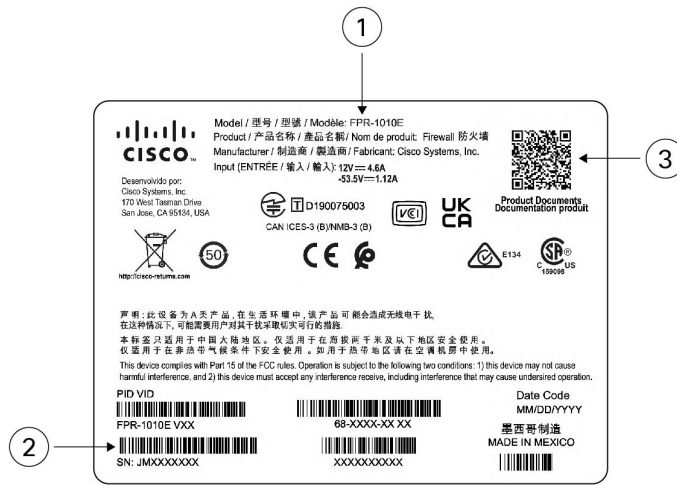 1
CISCO
Model / 型号 / 型號 / Modèle: FPR-1010E
Product / 产品名称 / 產品名稱 / Nom de produit: Firewall 防火墙
Manufacturer / 制造商 / 製造商 / Fabricant: Cisco Systems, Inc.
Input (ENTRÉE / 输入 / 輸入): 12V⎓4.6A
-53.5V⎓1.12A
3
Desenvolvido por:
Cisco Systems, Inc.
170 West Tasman Drive
San Jose, CA 95134, USA
Product Documents
Documentation produit
T D190075003
CAN ICES-3 (B)/NMB-3 (B)
VCI
UK
CA
http://cisco-returns.com
50
CE
E134
SA
C US
159098
声明:此设备为A类产品,在生活环境中,该产品可能会造成无线电干扰,
在这种情况下,可能需要用户对其干扰采取切实可行的措施.
本标签只适用于中国大陆地区。仅适用于在海拔两千米及以下地区安全使用。
仅适用于在非热带气候条件下安全使用。如用于热带地区请在空调机房中使用。
This device complies with Part 15 of the FCC rules. Operation is subject to the following two conditions: 1) this device may not cause
harmful interference, and 2) this device must accept any interference receive, including interference that may cause undersired operation.
PID VID
FPR-1010E VXX
68-XXXX-XX XX
Date Code
MM/DD/YYYY
墨西哥制造
MADE IN MEXICO
2
SN: JMXXXXXXX
XXXXXXXXXX